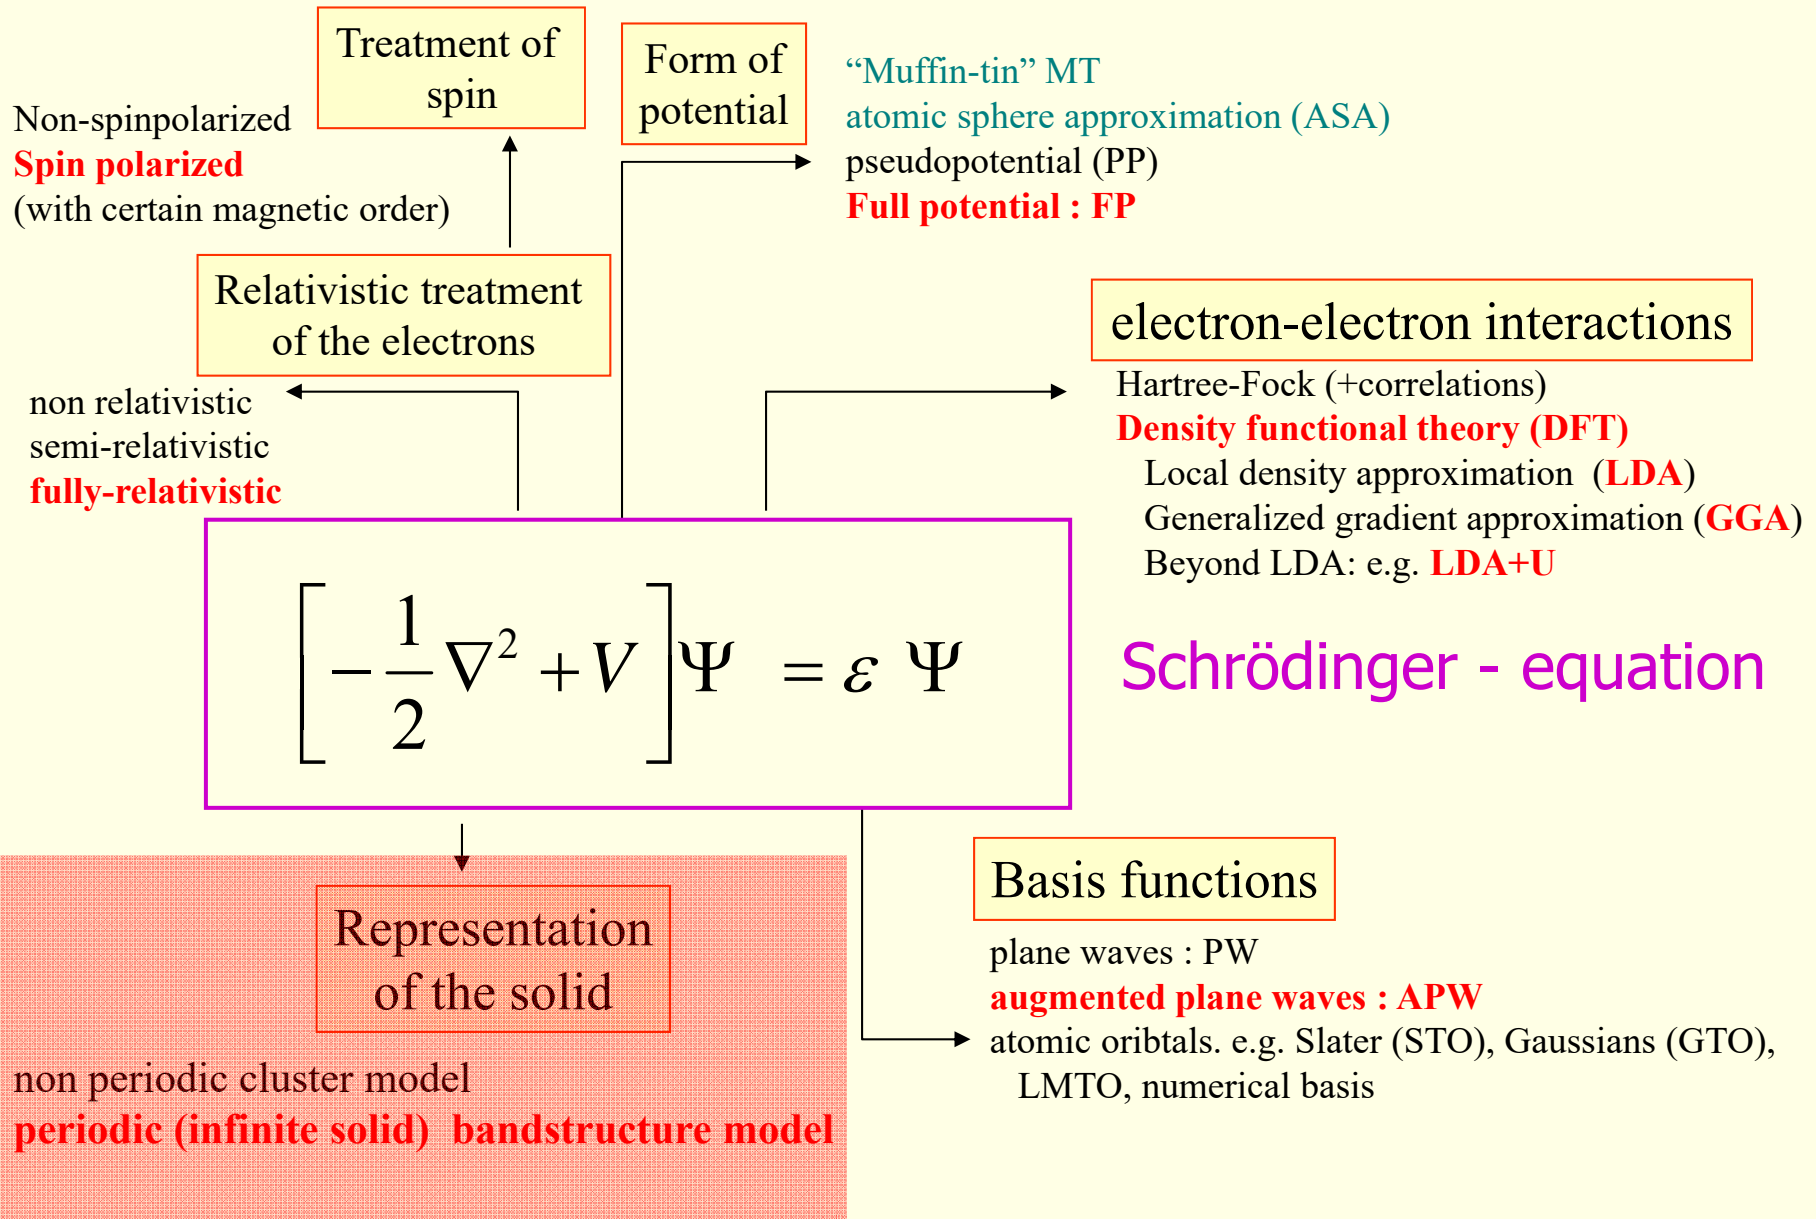 Treatment of
spin
Form of
potential
“Muffin-tin” MT
atomic sphere approximation (ASA)
pseudopotential (PP)
Full potential : FP
Non-spinpolarized
Spin polarized
(with certain magnetic order)
Relativistic treatment
of the electrons
non relativistic
semi-relativistic
fully-relativistic
electron-electron interactions
Hartree-Fock (+correlations)
Density functional theory (DFT)
Local density approximation (LDA)
Generalized gradient approximation (GGA)
Beyond LDA: e.g. LDA+U
[ - 1/2 ∇² + V ] Ψ = ε Ψ
Schrödinger - equation
Representation
of the solid
non periodic cluster model
periodic (infinite solid) bandstructure model
Basis functions
plane waves : PW
augmented plane waves : APW
atomic oribtals. e.g. Slater (STO), Gaussians (GTO),
LMTO, numerical basis